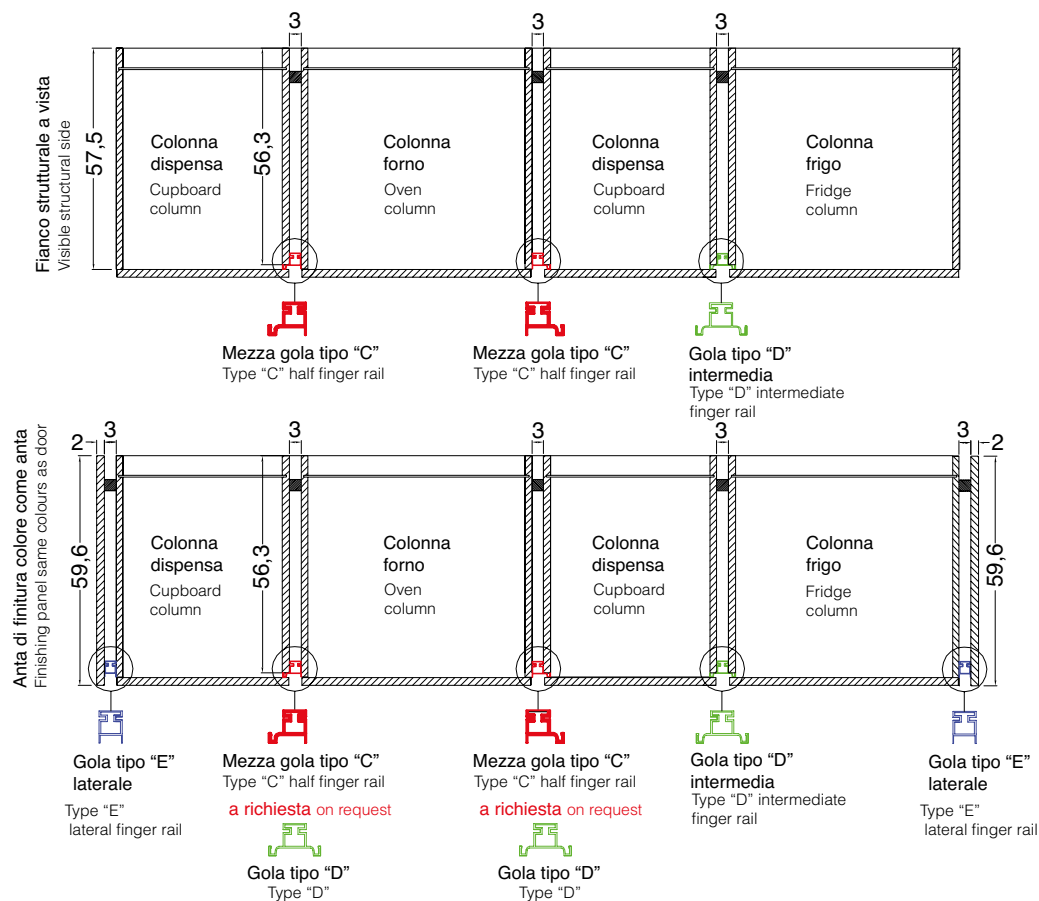 3
3
3
Fianco strutturale a vista
Visible structural side
57,5
56,3
Colonna
dispensa
Cupboard
column
Colonna
forno
Oven
column
Colonna
dispensa
Cupboard
column
Colonna
frigo
Fridge
column
Mezza gola tipo “C”
Type “C” half finger rail
Mezza gola tipo “C”
Type “C” half finger rail
Gola tipo “D”
intermedia
Type “D” intermediate
finger rail
2
3
3
3
3
3
2
Anta di finitura colore come anta
Finishing panel same colours as door
59,6
56,3
59,6
Colonna
dispensa
Cupboard
column
Colonna
forno
Oven
column
Colonna
dispensa
Cupboard
column
Colonna
frigo
Fridge
column
Gola tipo “E”
laterale
Type “E”
lateral finger rail
Mezza gola tipo “C”
Type “C” half finger rail
a richiesta on request
Gola tipo “D”
Type “D”
Mezza gola tipo “C”
Type “C” half finger rail
a richiesta on request
Gola tipo “D”
Type “D”
Gola tipo “D”
intermedia
Type “D” intermediate
finger rail
Gola tipo “E”
laterale
Type “E”
lateral finger rail